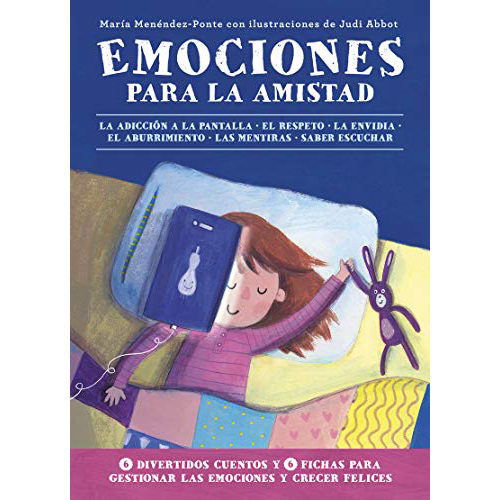 María Menéndez-Ponte con ilustraciones de Judi Abbot
EMOCIONES
PARA LA AMISTAD
LA ADICCIÓN A LA PANTALLA · EL RESPETO · LA ENVIDIA ·
EL ABURRIMIENTO · LAS MENTIRAS · SABER ESCUCHAR
6 DIVERTIDOS CUENTOS Y 6 FICHAS PARA
GESTIONAR LAS EMOCIONES Y CRECER FELICES